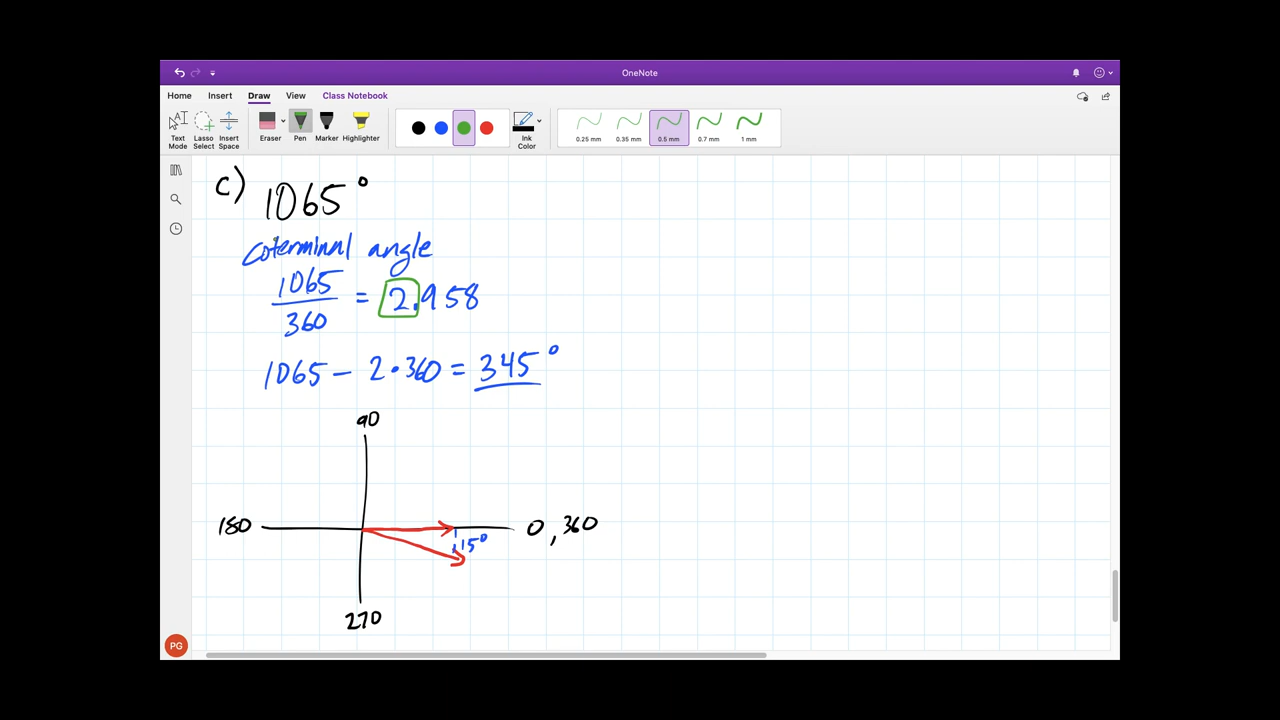 OneNote
Home Insert Draw View Class Notebook
Text Mode Lasso Select Insert Space Eraser Pen Marker Highlighter Ink Color 0.25 mm 0.35 mm 0.5 mm 0.7 mm 1 mm
c) 1065°
coterminal angle
1065/360 = 2.958
1065 - 2•360 = 345°
90
180
0, 360
15°
270
PG